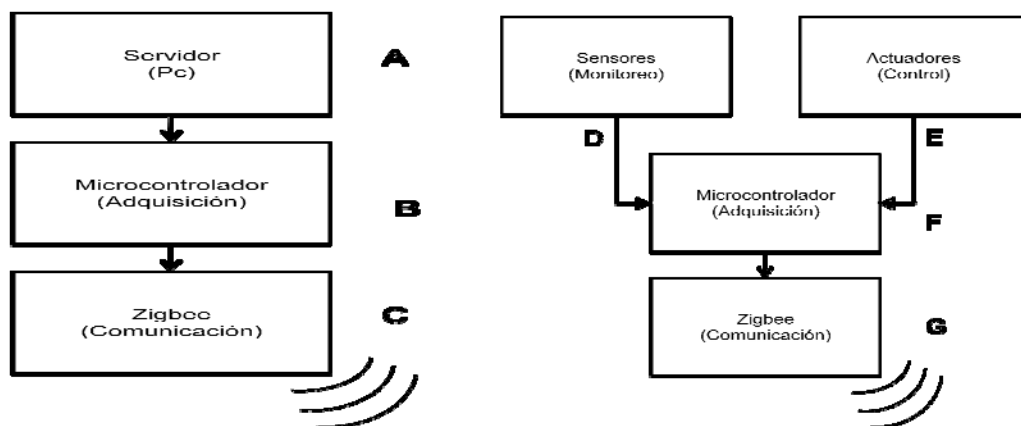 Servidor
(Pc)
A
Microcontrolador
(Adquisición)
B
Zigbee
(Comunicación)
C
Sensores
(Monitoreo)
Actuadores
(Control)
D
E
Microcontrolador
(Adquisición)
F
Zigbee
(Comunicación)
G